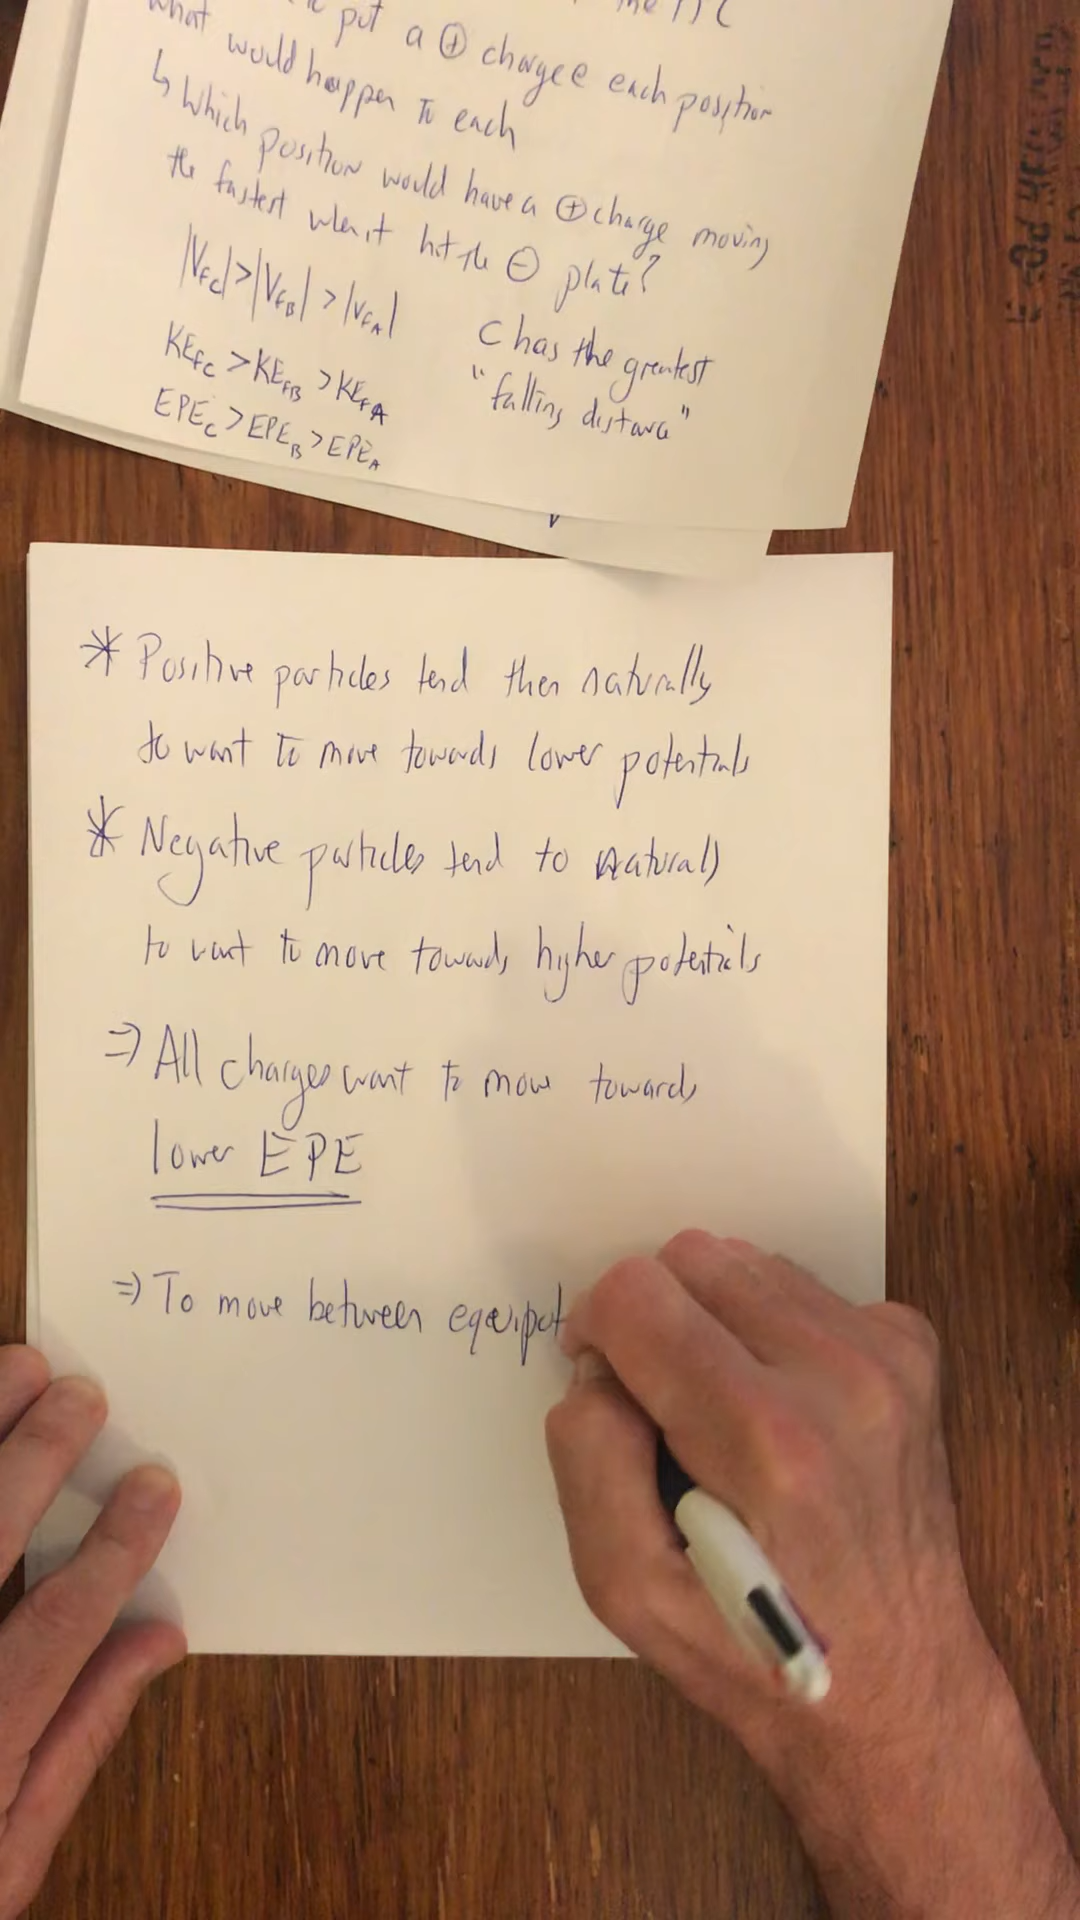 put a ⊕ charge e each position
what would happen to each
↳ Which position would have a ⊕ charge moving
the fastest when it hit the ⊖ plate?
|V_fC| > |V_fB| > |V_fA|
KE_fC > KE_fB > KE_fA
EPE_C > EPE_B > EPE_A
C has the greatest
"falling distance"
* Positive particles tend then naturally
to want to move towards lower potentials
* Negative particles tend to natural)
to want to move towards higher potentials
⇒ All charges want to move towards
lower EPE
⇒ To move between equipot